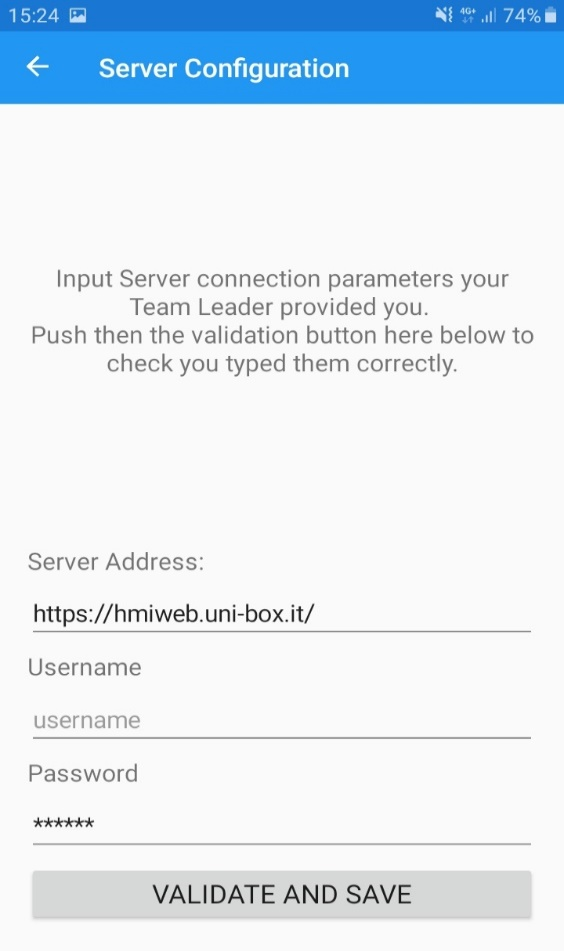 15:24 4G+ 74%
Server Configuration
Input Server connection parameters your
Team Leader provided you.
Push then the validation button here below to
check you typed them correctly.
Server Address:
https://hmiweb.uni-box.it/
Username
username
Password
******
VALIDATE AND SAVE